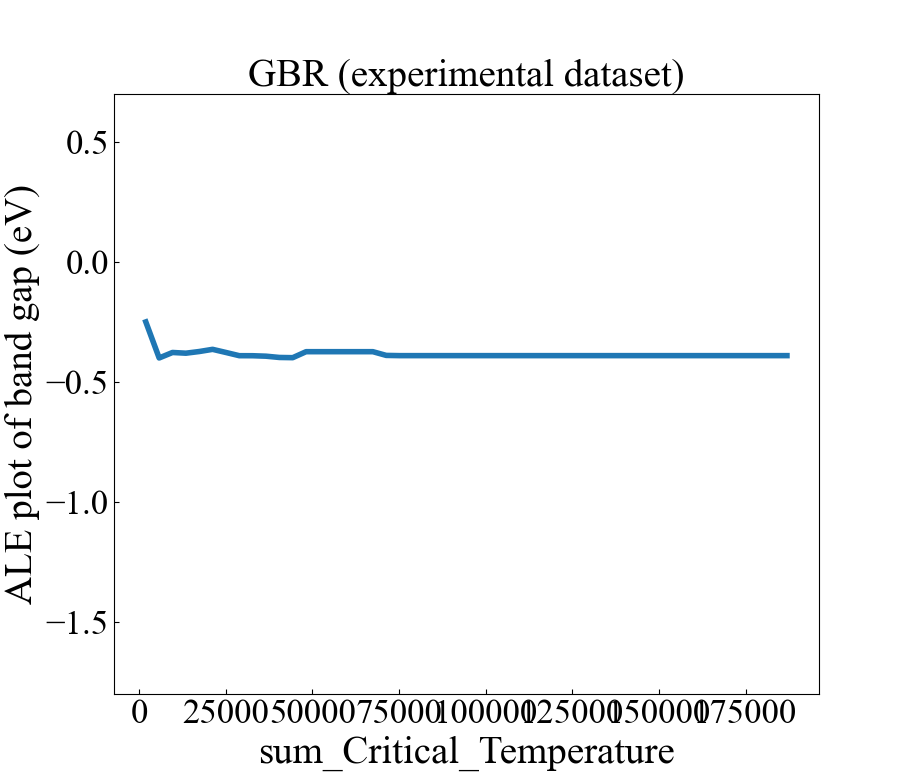 GBR (experimental dataset)
ALE plot of band gap (eV)
0.5
0.0
−0.5
−1.0
−1.5
0 25000 50000 75000 100000 125000 150000 175000
sum_Critical_Temperature